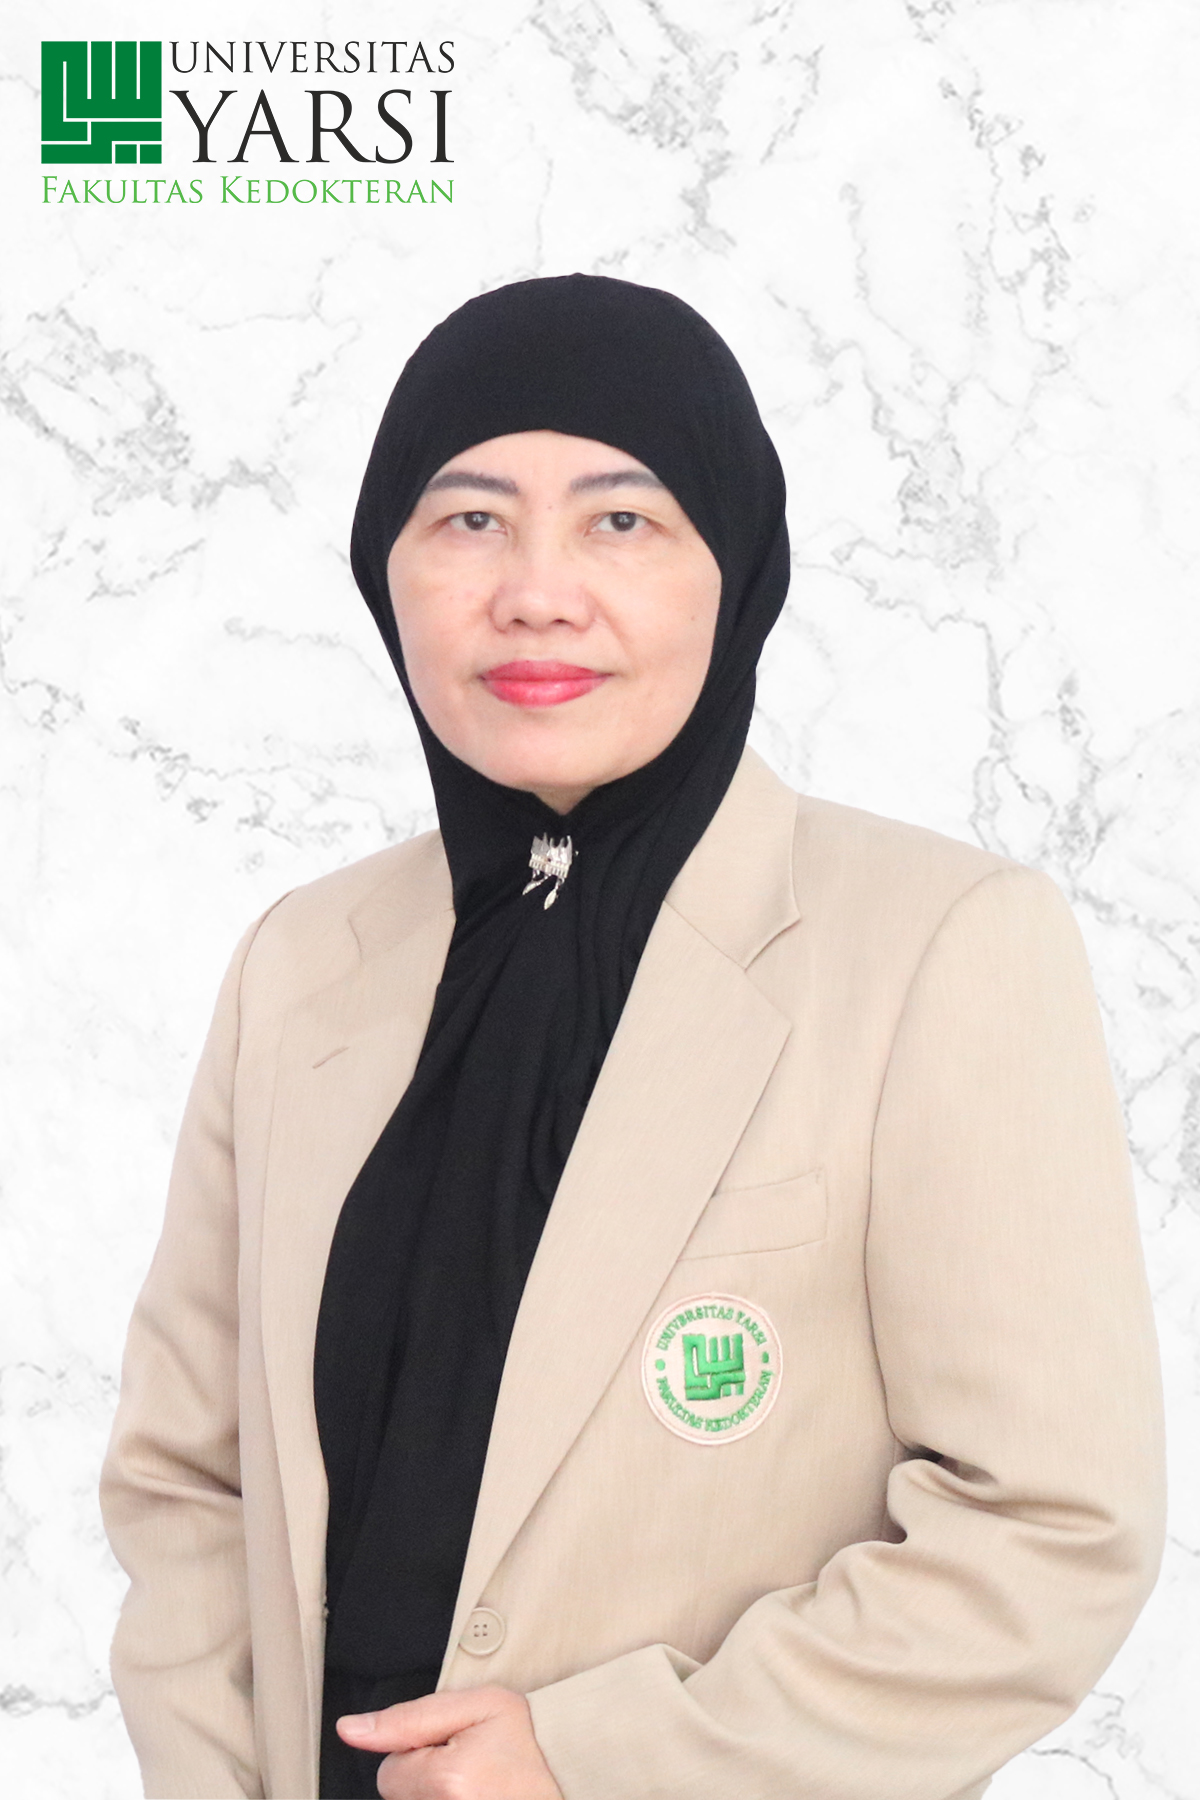 UNIVERSITAS
YARSI
FAKULTAS KEDOKTERAN
UNIVERSITAS YARSI
FAKULTAS KEDOKTERAN